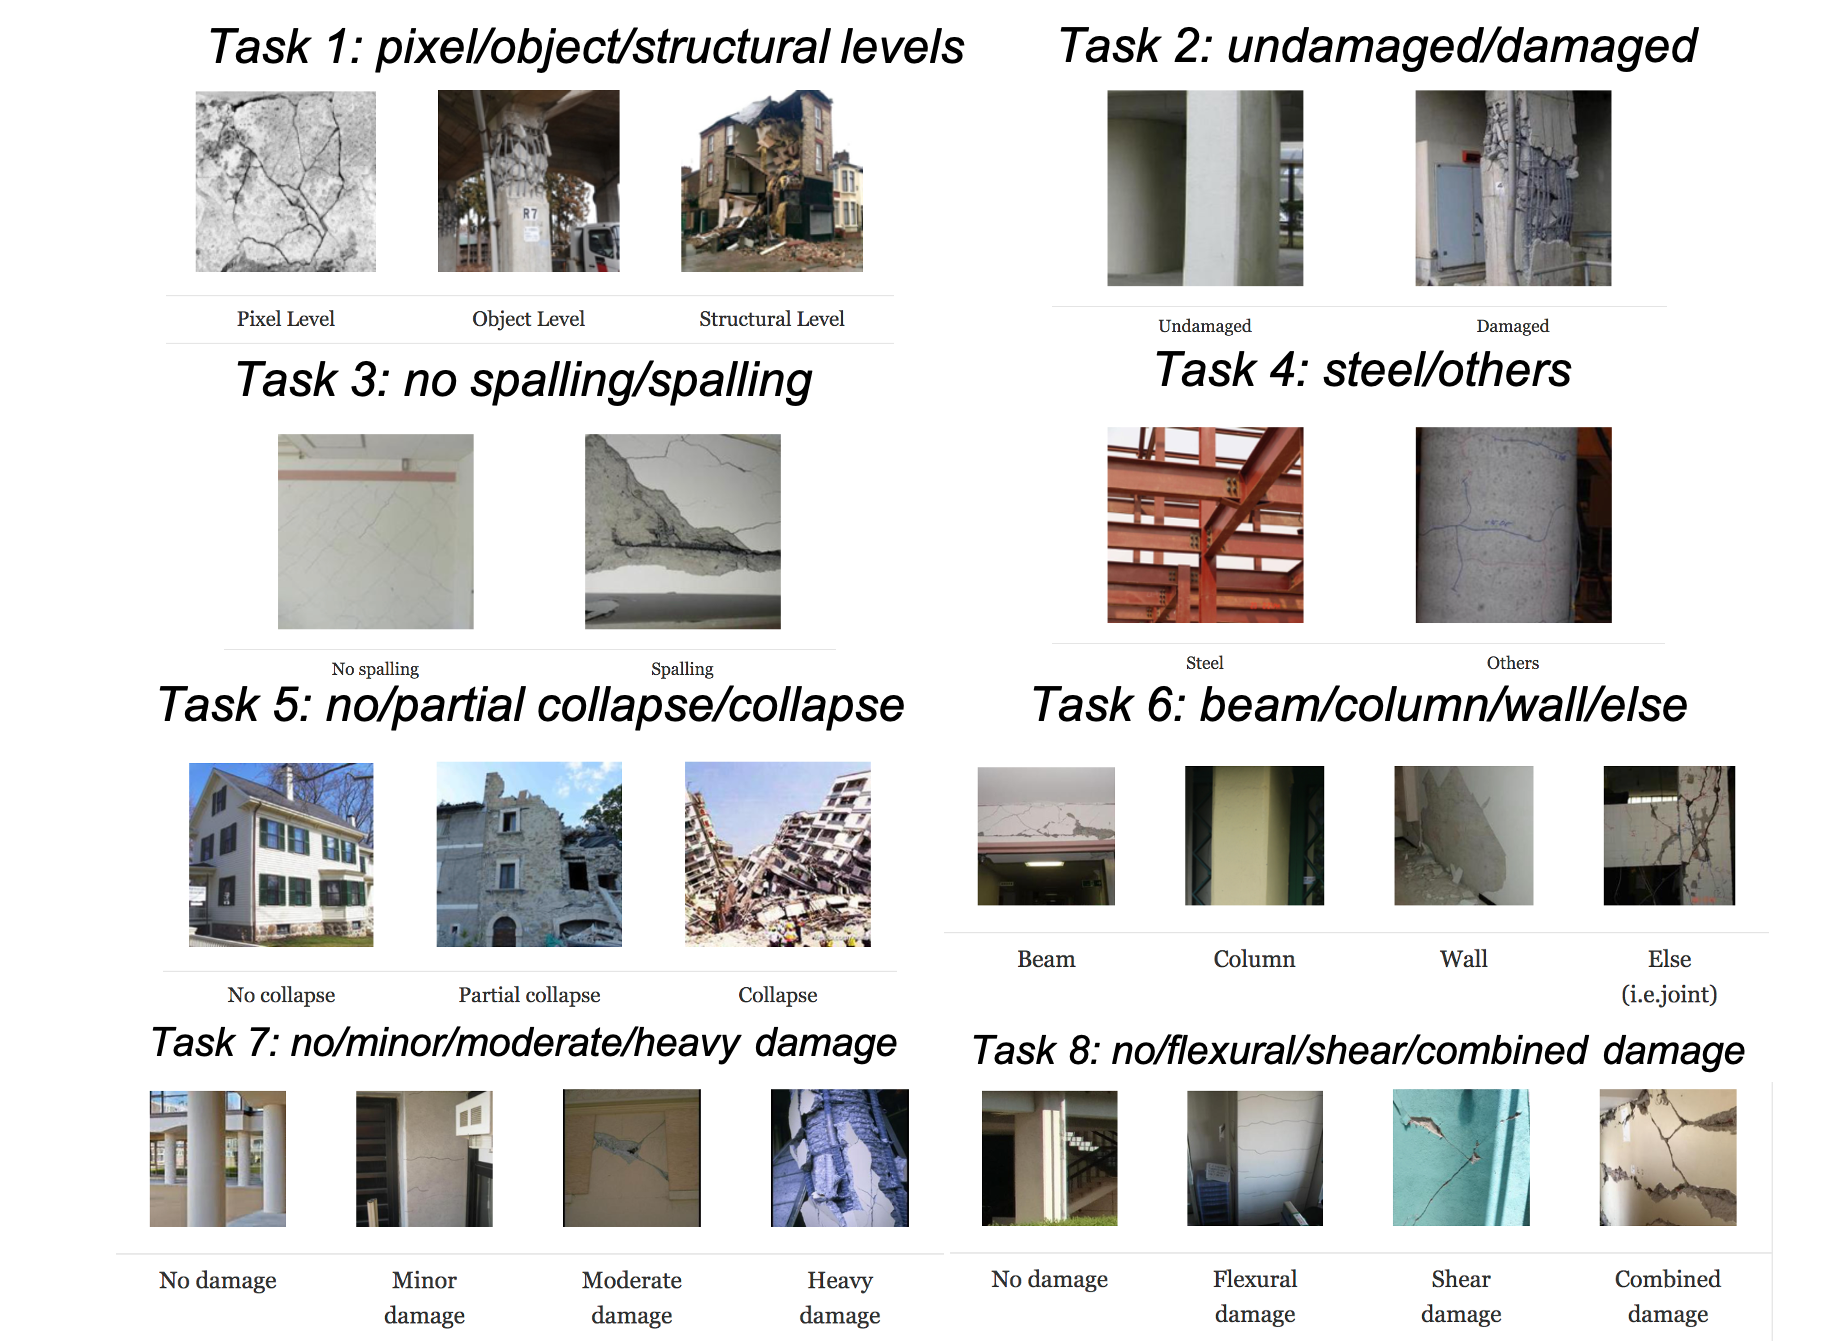 Task 1: pixel/object/structural levels
R7
Pixel Level
Object Level
Structural Level
Task 2: undamaged/damaged
Undamaged
Damaged
Task 3: no spalling/spalling
No spalling
Spalling
Task 4: steel/others
Steel
Others
Task 5: no/partial collapse/collapse
No collapse
Partial collapse
Collapse
Task 6: beam/column/wall/else
Beam
Column
Wall
Else
(i.e.joint)
Task 7: no/minor/moderate/heavy damage
No damage
Minor
damage
Moderate
damage
Heavy
damage
Task 8: no/flexural/shear/combined damage
No damage
Flexural
damage
Shear
damage
Combined
damage